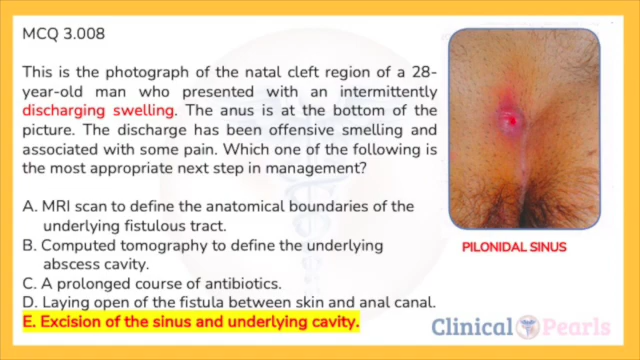 MCQ 3.008
This is the photograph of the natal cleft region of a 28-
year-old man who presented with an intermittently
discharging swelling. The anus is at the bottom of the
picture. The discharge has been offensive smelling and
associated with some pain. Which one of the following is
the most appropriate next step in management?
A. MRI scan to define the anatomical boundaries of the
underlying fistulous tract.
B. Computed tomography to define the underlying
abscess cavity.
C. A prolonged course of antibiotics.
D. Laying open of the fistula between skin and anal canal.
E. Excision of the sinus and underlying cavity.
PILONIDAL SINUS
Clinical Pearls